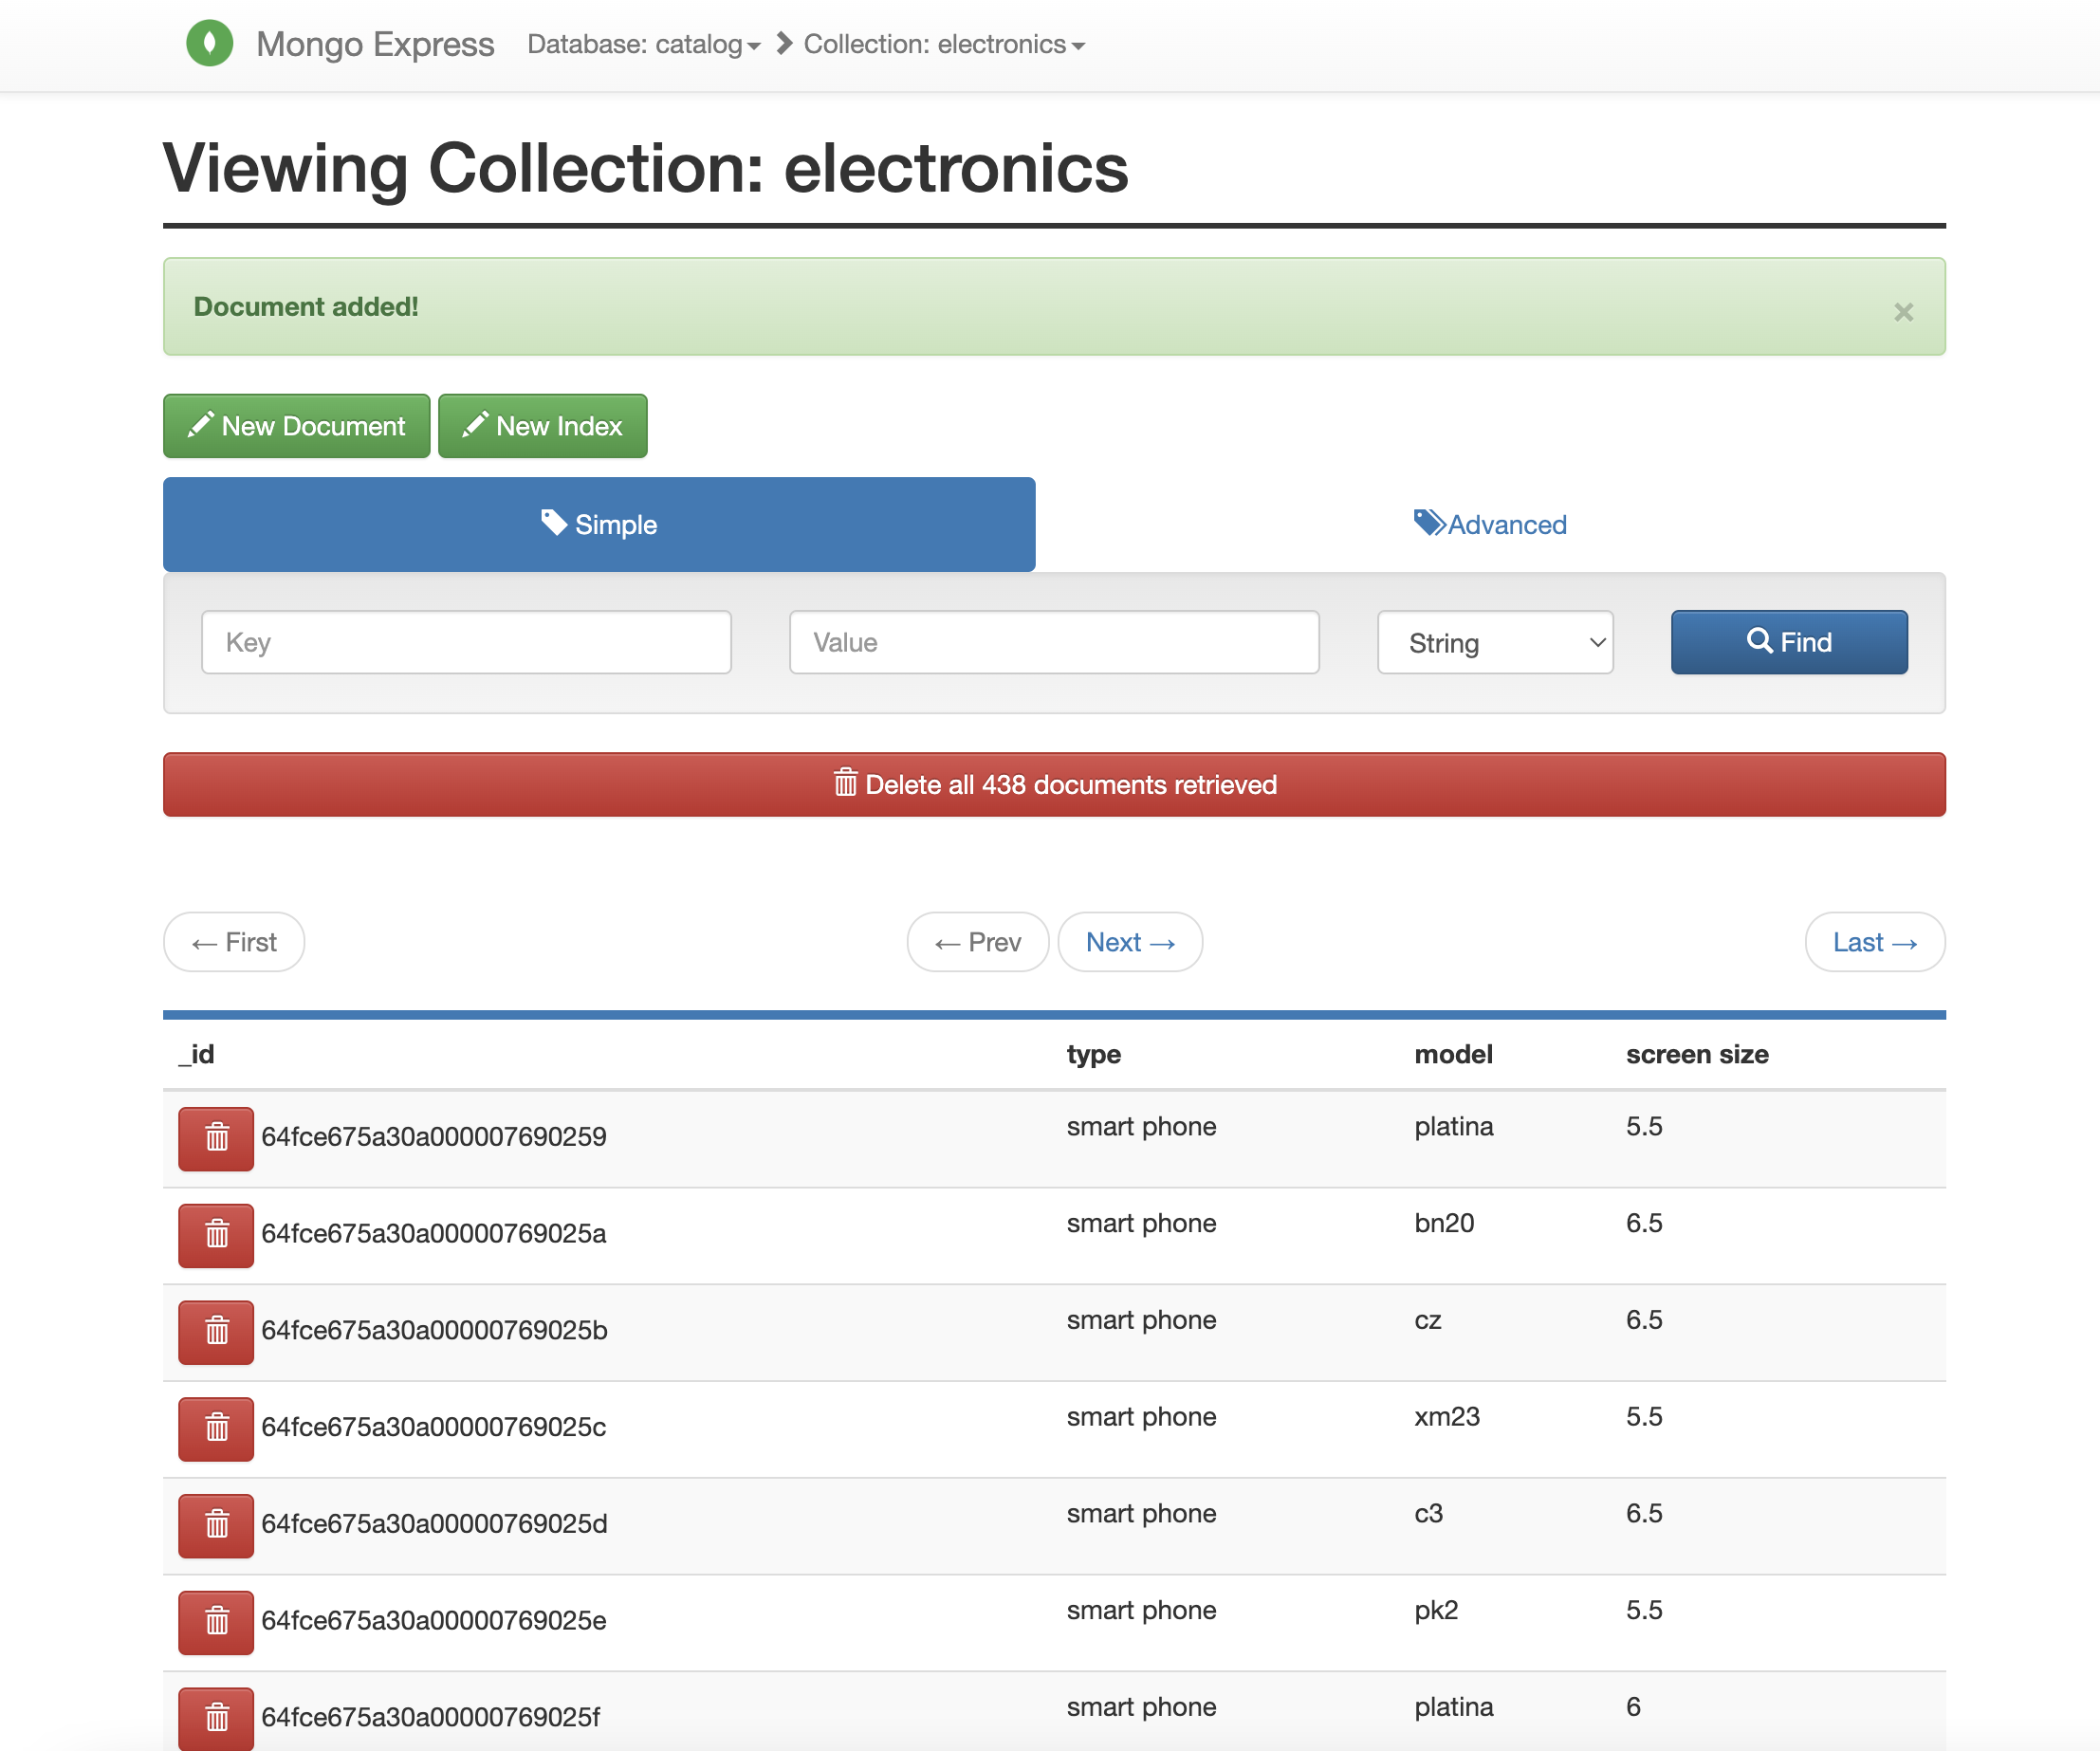 Mongo Express Database: catalog Collection: electronics
Viewing Collection: electronics
Document added! ×
New Document New Index
Simple Advanced
Key Value String Find
Delete all 438 documents retrieved
← First ← Prev Next → Last →
_id type model screen size
64fce675a30a000007690259 smart phone platina 5.5
64fce675a30a00000769025a smart phone bn20 6.5
64fce675a30a00000769025b smart phone cz 6.5
64fce675a30a00000769025c smart phone xm23 5.5
64fce675a30a00000769025d smart phone c3 6.5
64fce675a30a00000769025e smart phone pk2 5.5
64fce675a30a00000769025f smart phone platina 6